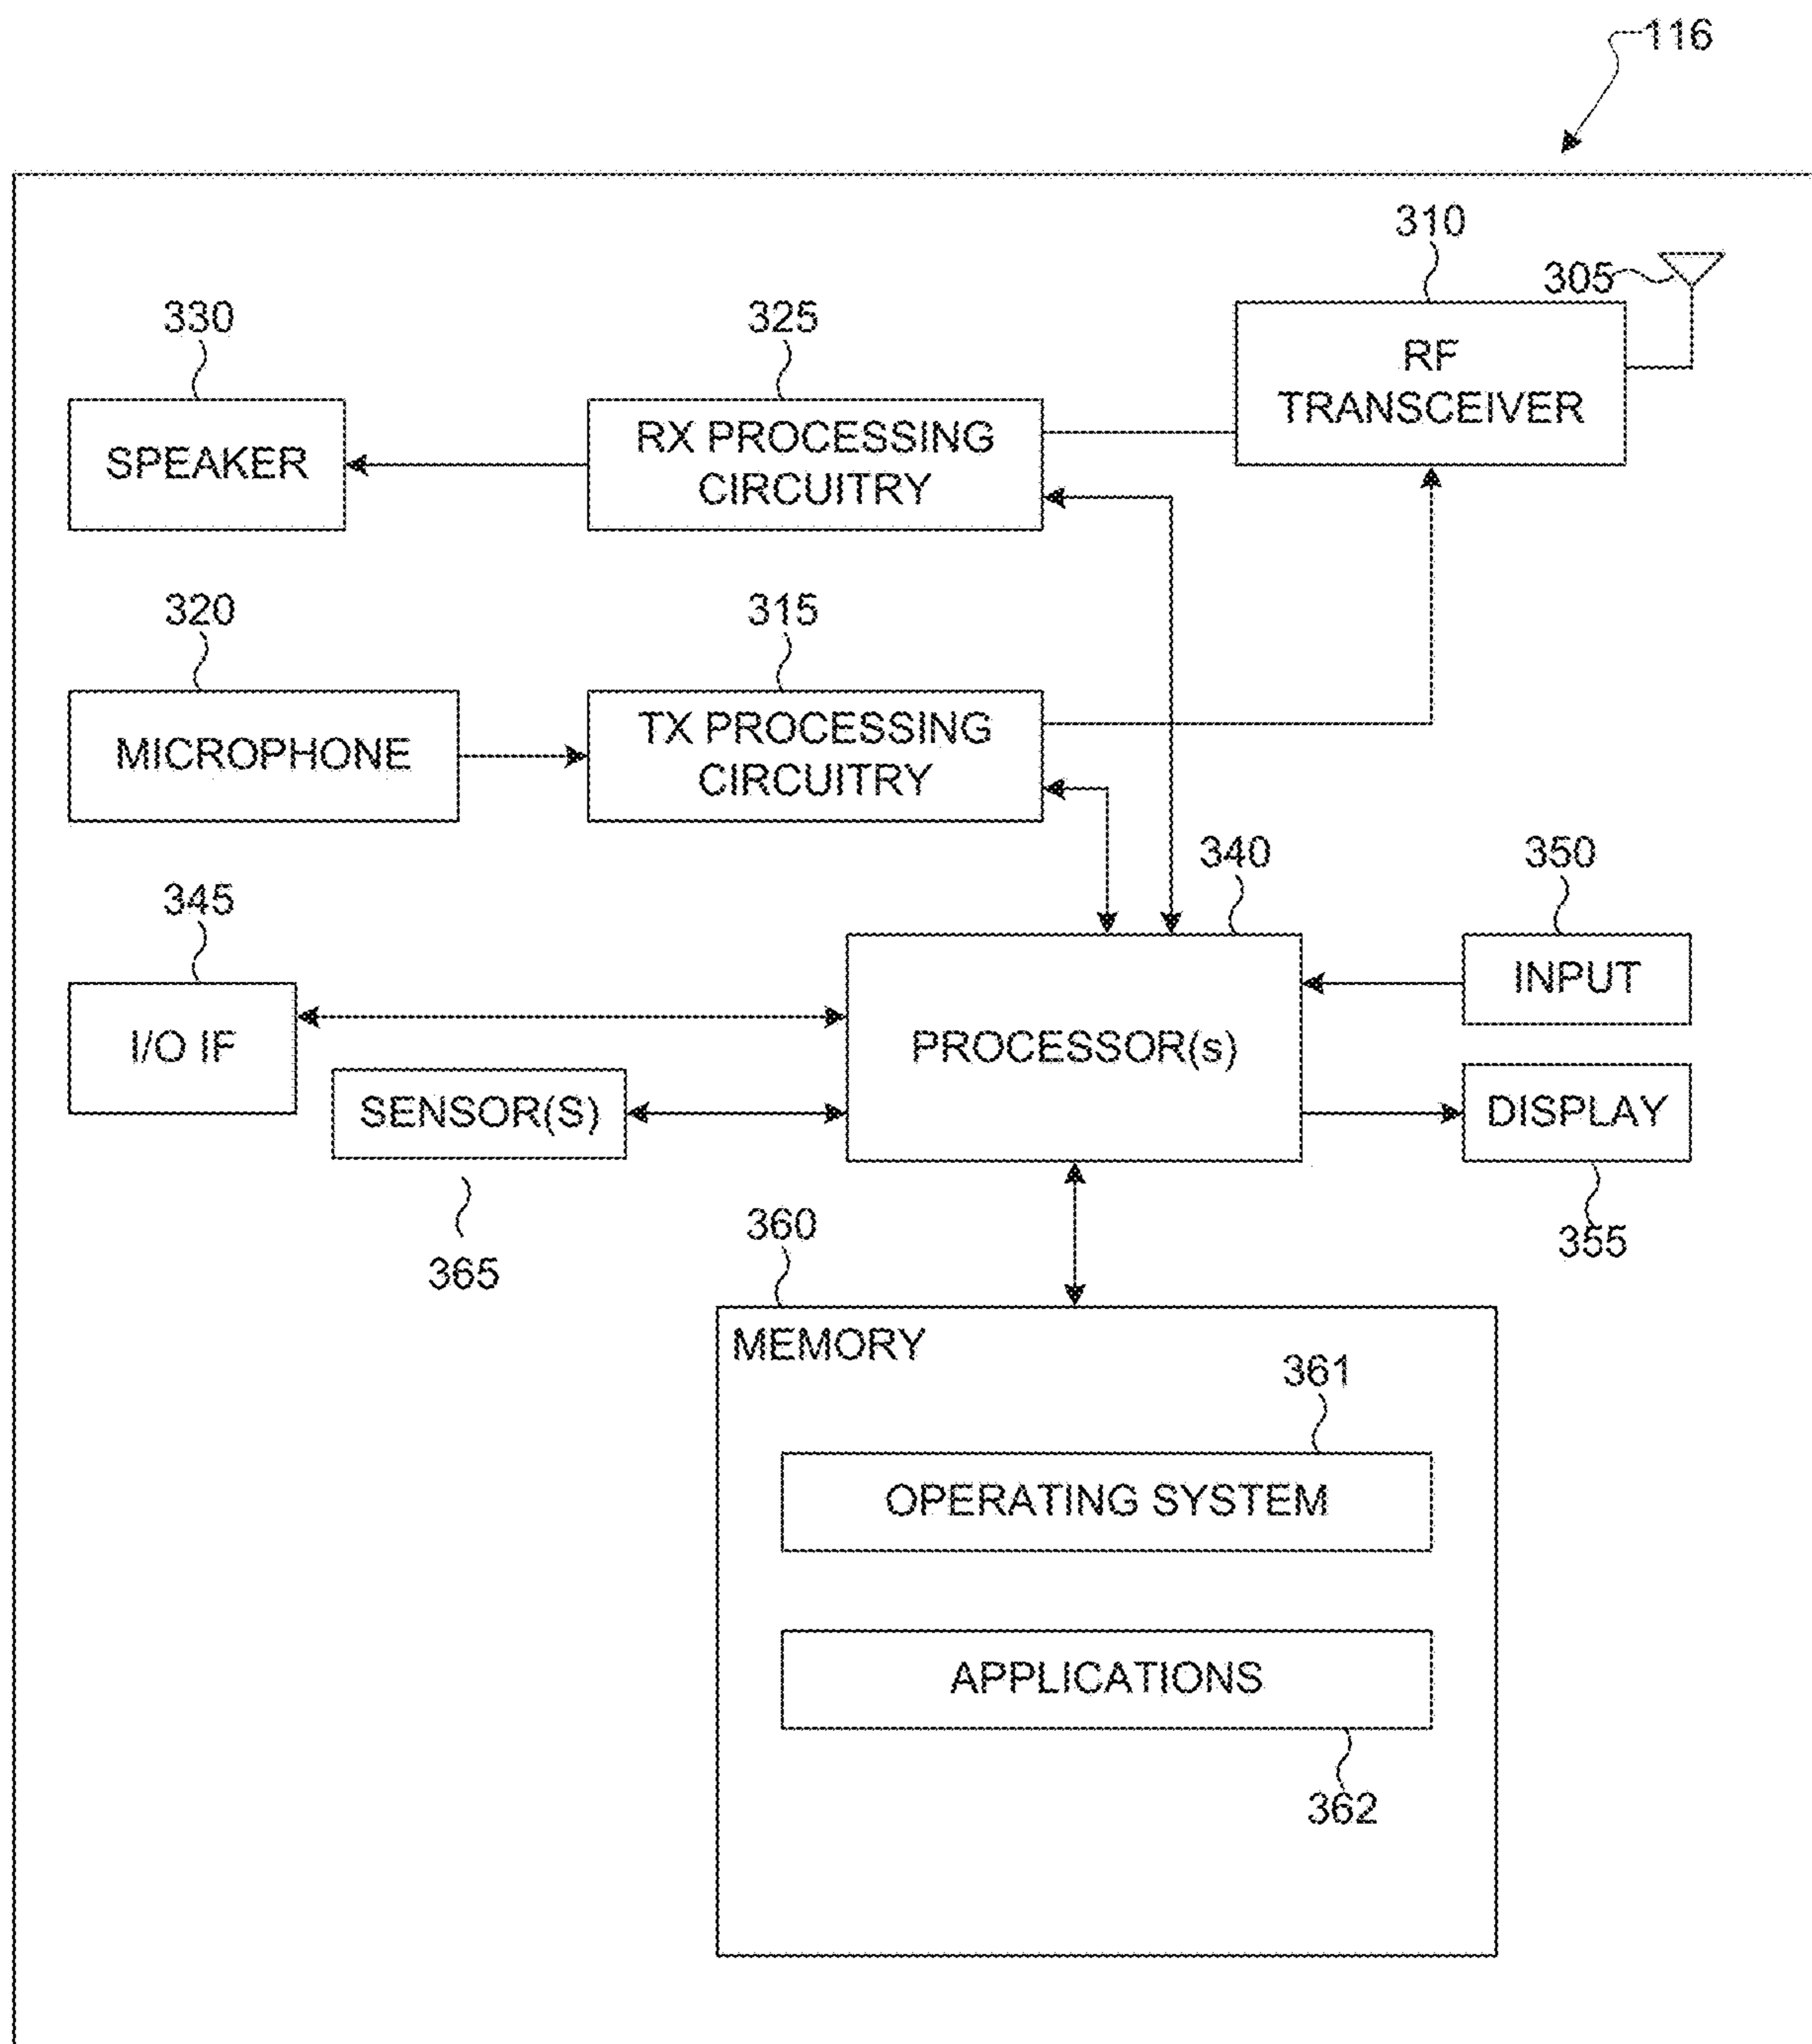 116
310
305
330
325
RF
TRANSCEIVER
SPEAKER
RX PROCESSING
CIRCUITRY
320
315
MICROPHONE
TX PROCESSING
CIRCUITRY
340
350
345
INPUT
I/O IF
PROCESSOR(s)
SENSOR(S)
DISPLAY
365
360
355
MEMORY
361
OPERATING SYSTEM
APPLICATIONS
362